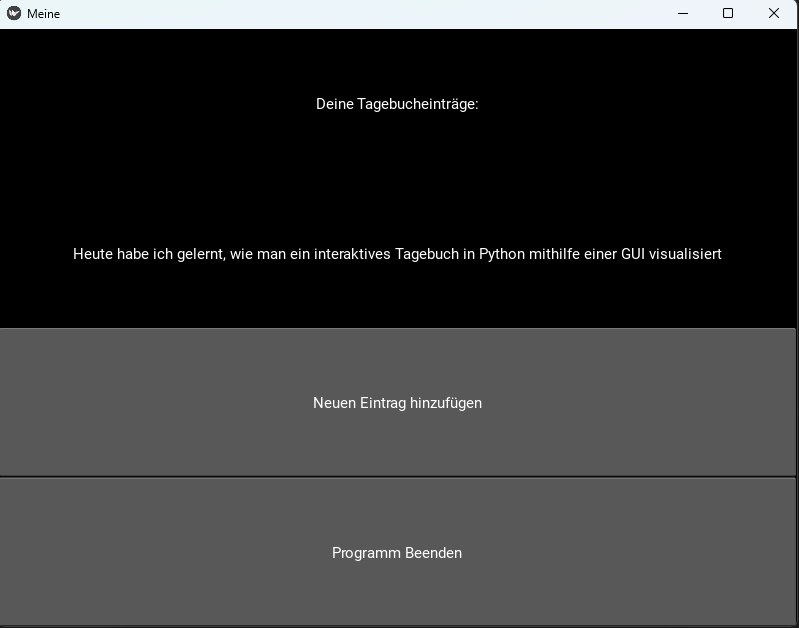 Meine
Deine Tagebucheinträge:
Heute habe ich gelernt, wie man ein interaktives Tagebuch in Python mithilfe einer GUI visualisiert
Neuen Eintrag hinzufügen
Programm Beenden